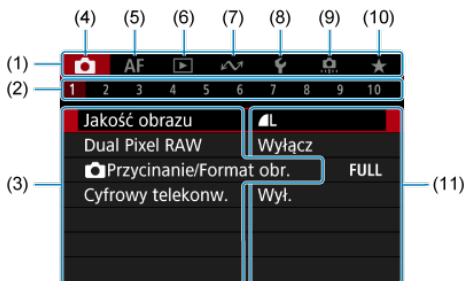 (4) (5) (6) (7) (8) (9) (10)
(1) AF
(2) 1 2 3 4 5 6 7 8 9 10
Jakość obrazu L
Dual Pixel RAW Wyłącz
(3) Przycinanie/Format obr. FULL (11)
Cyfrowy telekonw. Wył.